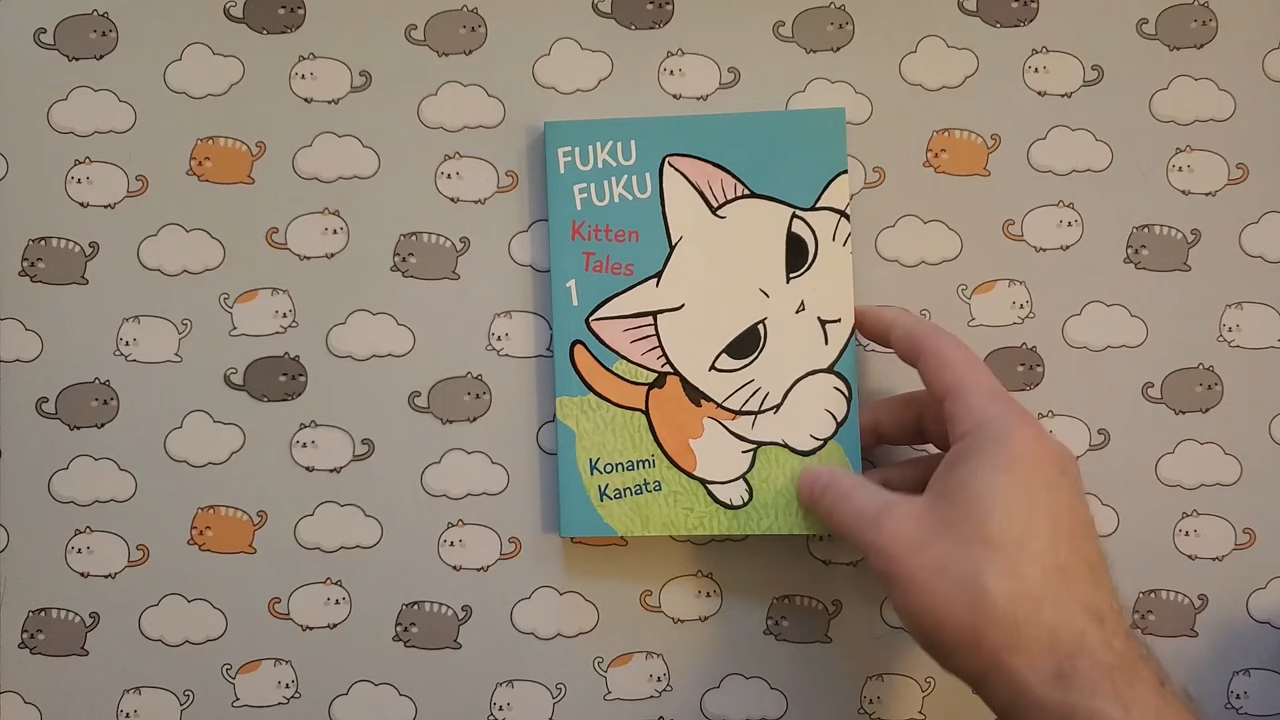 FUKU
FUKU
Kitten
Tales
1
Konami
Kanata